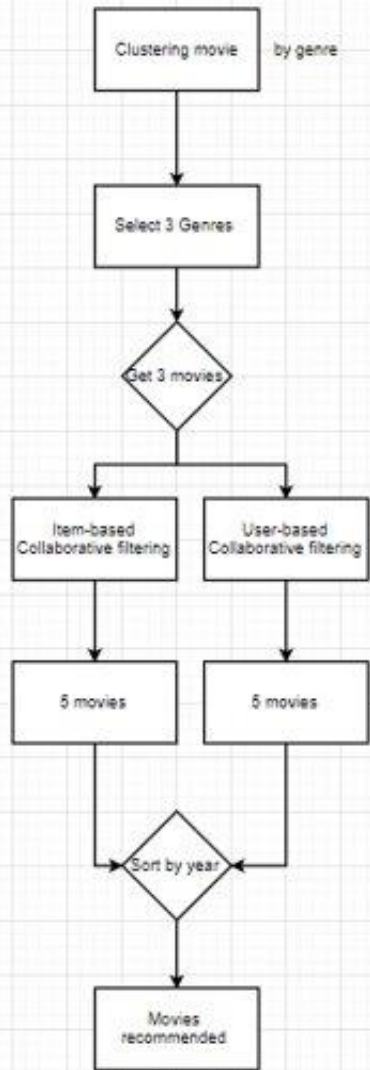 Clustering movie by genre
Select 3 Genres
Get 3 movies
Item-based
Collaborative filtering
User-based
Collaborative filtering
5 movies
5 movies
Sort by year
Movies
recommended